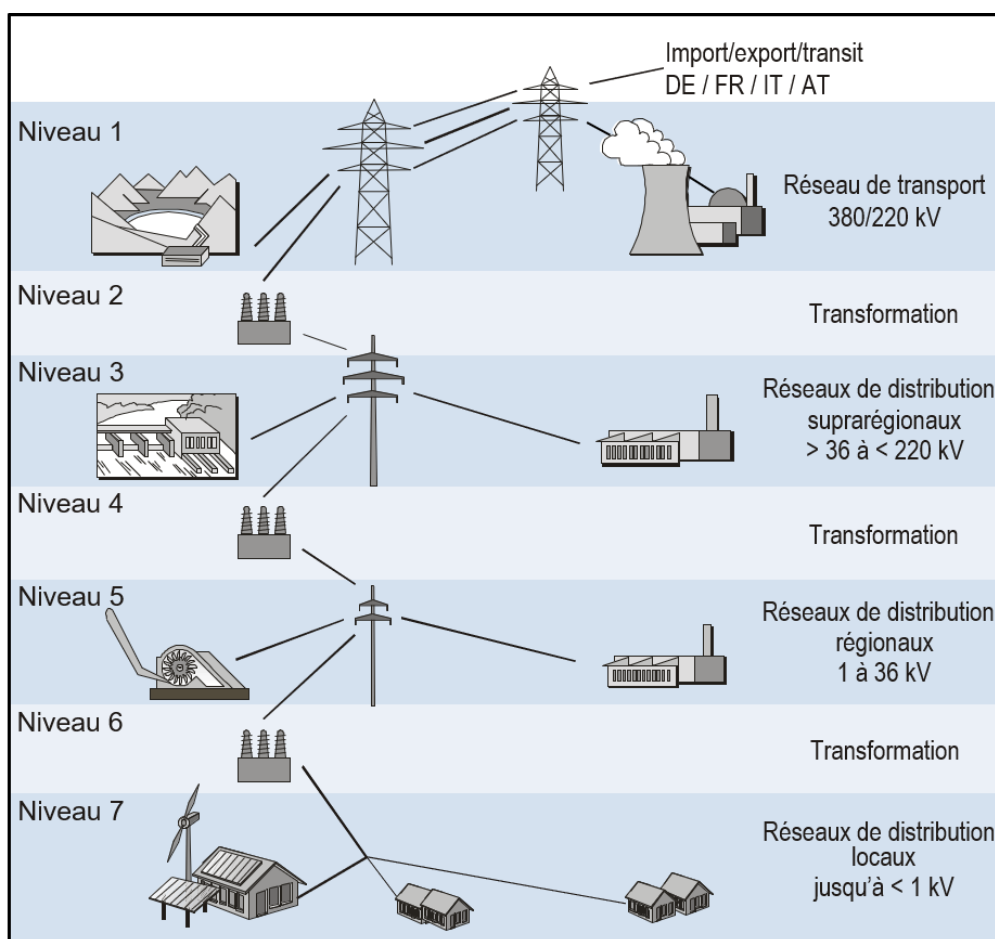 Import/export/transit
DE / FR / IT / AT
Niveau 1
Réseau de transport
380/220 kV
Niveau 2
Transformation
Niveau 3
Réseaux de distribution
suprarégionaux
> 36 à < 220 kV
Niveau 4
Transformation
Niveau 5
Réseaux de distribution
régionaux
1 à 36 kV
Niveau 6
Transformation
Niveau 7
Réseaux de distribution
locaux
jusqu'à < 1 kV